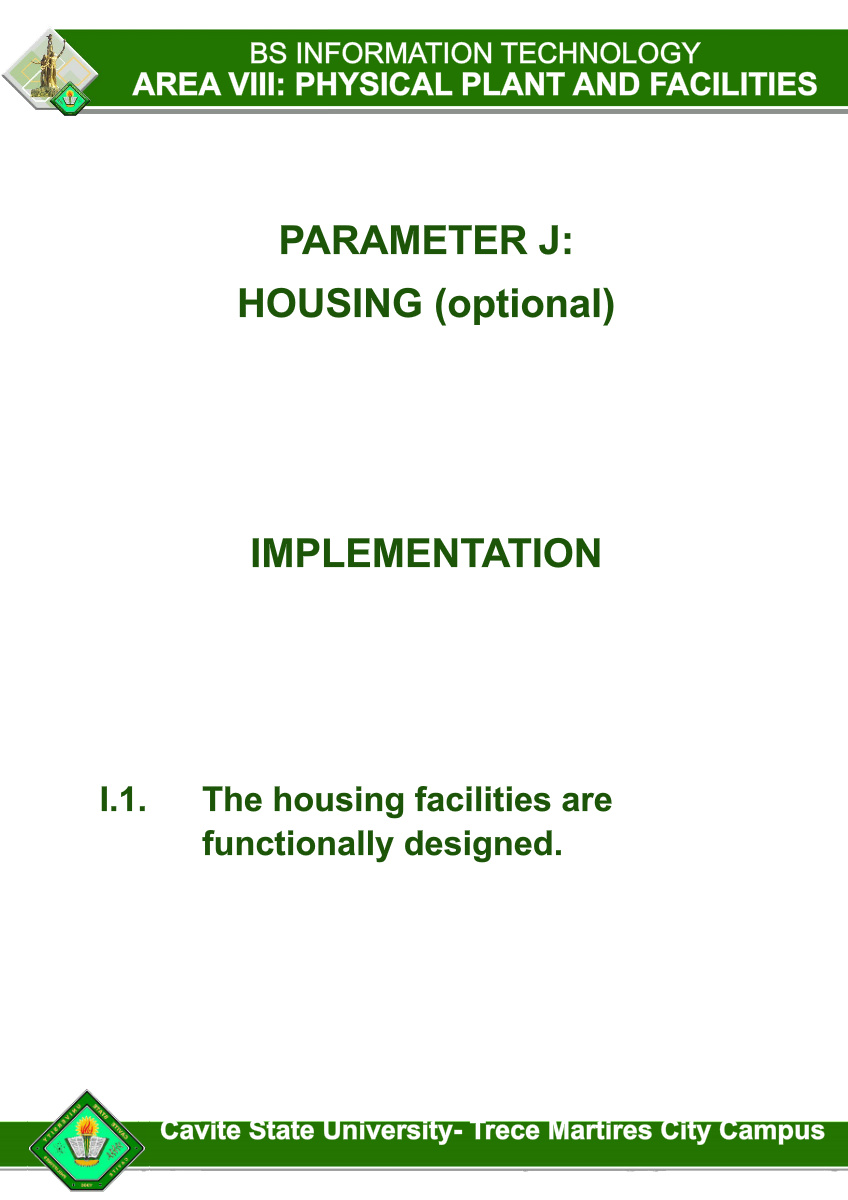 BS INFORMATION TECHNOLOGY
AREA VIII: PHYSICAL PLANT AND FACILITIES
PARAMETER J:
HOUSING (optional)
IMPLEMENTATION
I.1. The housing facilities are
functionally designed.
Cavite State University- Trece Martires City Campus